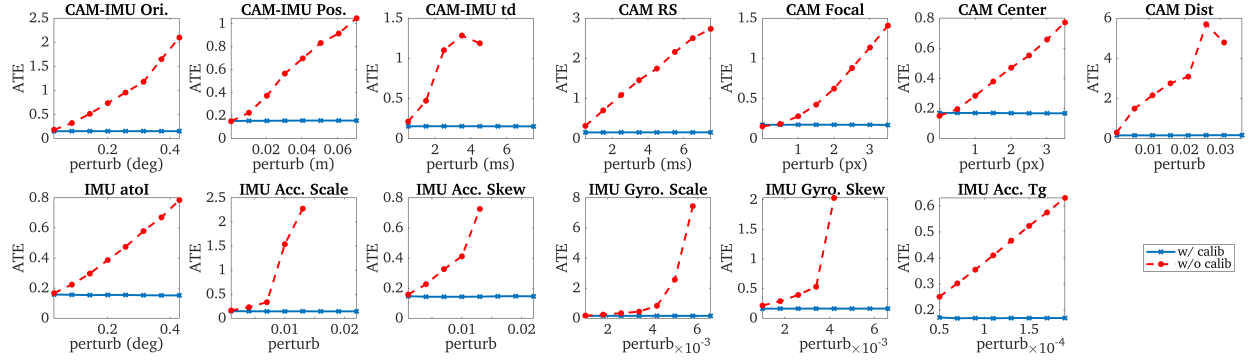 CAM-IMU Ori.
2.5
2
1.5
1
0.5
0
ATE
0.2 0.4
perturb (deg)
CAM-IMU Pos.
1
0.8
0.6
0.4
0.2
0
ATE
0.02 0.04 0.06
perturb (m)
CAM-IMU td
1.5
1
0.5
0
ATE
2 4 6
perturb (ms)
CAM RS
3
2
1
0
ATE
2 4 6
perturb (ms)
CAM Focal
1.5
1
0.5
0
ATE
1 2 3
perturb (px)
CAM Center
0.8
0.6
0.4
0.2
0
ATE
1 2 3
perturb (px)
CAM Dist
6
4
2
0
ATE
0.01 0.03
perturb
IMU atoI
0.8
0.6
0.4
0.2
0
ATE
0.2 0.4
perturb (deg)
IMU Acc. Scale
2.5
2
1.5
1
0.5
0
ATE
0.01 0.02
perturb
IMU Acc. Skew
0.8
0.6
0.4
0.2
0
ATE
0.01 0.02
perturb
IMU Gyro. Scale
8
6
4
2
0
ATE
2 4 6
perturb ×10⁻³
IMU Gyro. Skew
2
1.5
1
0.5
0
ATE
2 4 6
perturb ×10⁻³
IMU Acc. Tg
0.6
0.5
0.4
0.3
0.2
ATE
0.5 1 1.5
perturb ×10⁻⁴
w/ calib
w/o calib